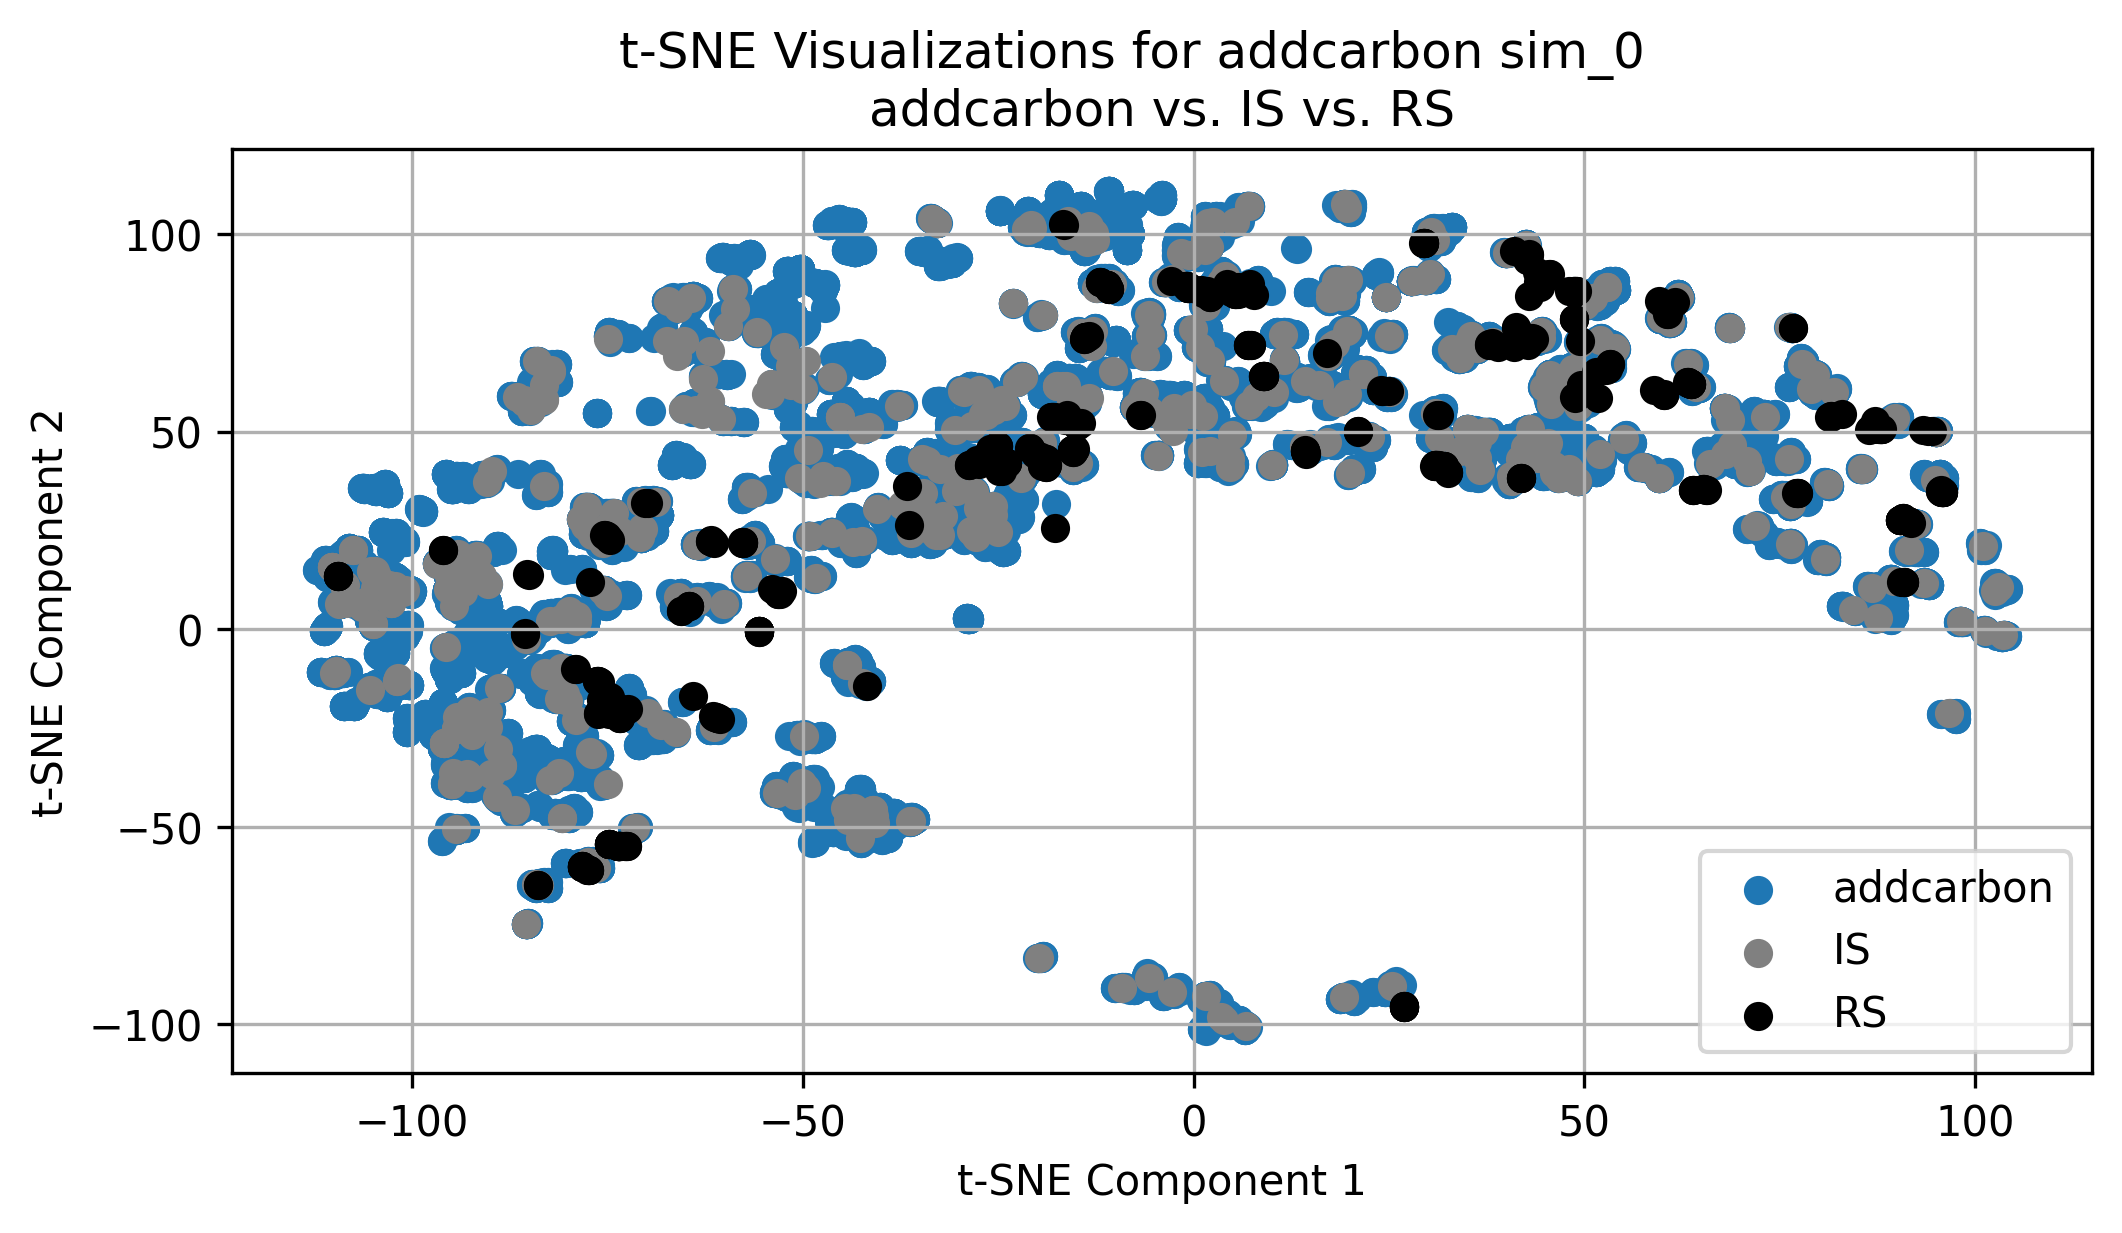 t-SNE Visualizations for addcarbon sim_0
addcarbon vs. IS vs. RS
t-SNE Component 2
100
50
0
−50
−100
−100
−50
0
50
100
t-SNE Component 1
addcarbon
IS
RS